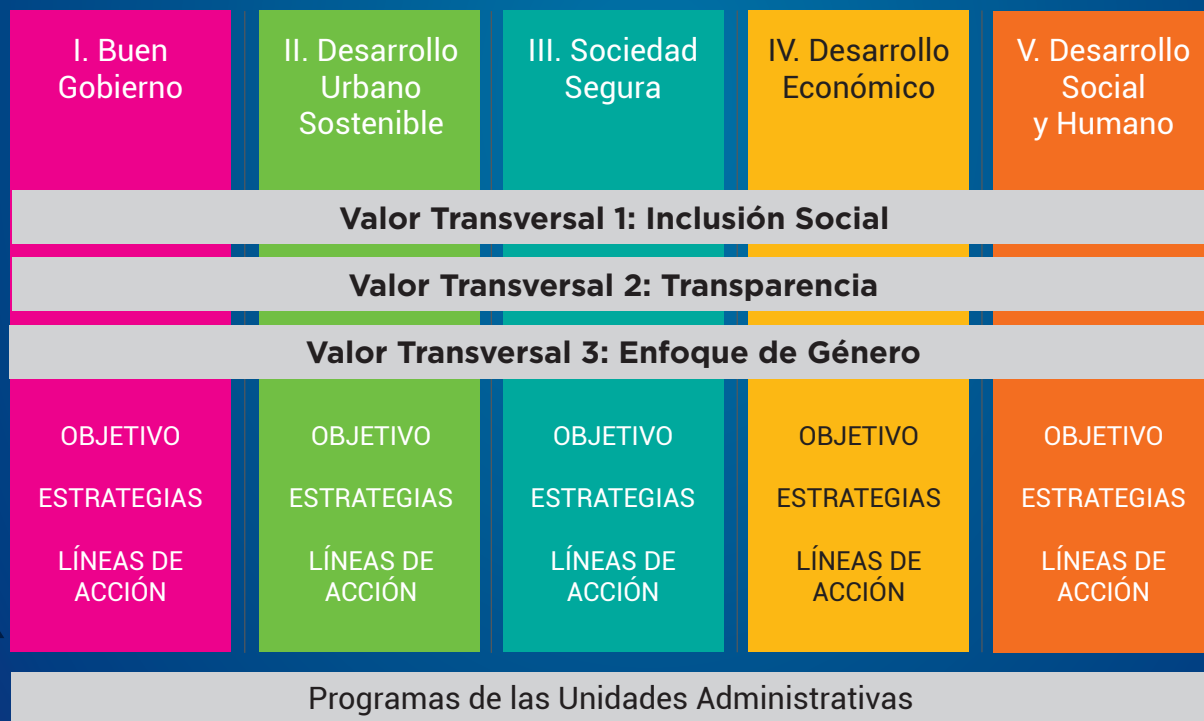 I. Buen
Gobierno
II. Desarrollo
Urbano
Sostenible
III. Sociedad
Segura
IV. Desarrollo
Económico
V. Desarrollo
Social
y Humano
Valor Transversal 1: Inclusión Social
Valor Transversal 2: Transparencia
Valor Transversal 3: Enfoque de Género
OBJETIVO
ESTRATEGIAS
LÍNEAS DE
ACCIÓN
OBJETIVO
ESTRATEGIAS
LÍNEAS DE
ACCIÓN
OBJETIVO
ESTRATEGIAS
LÍNEAS DE
ACCIÓN
OBJETIVO
ESTRATEGIAS
LÍNEAS DE
ACCIÓN
OBJETIVO
ESTRATEGIAS
LÍNEAS DE
ACCIÓN
Programas de las Unidades Administrativas